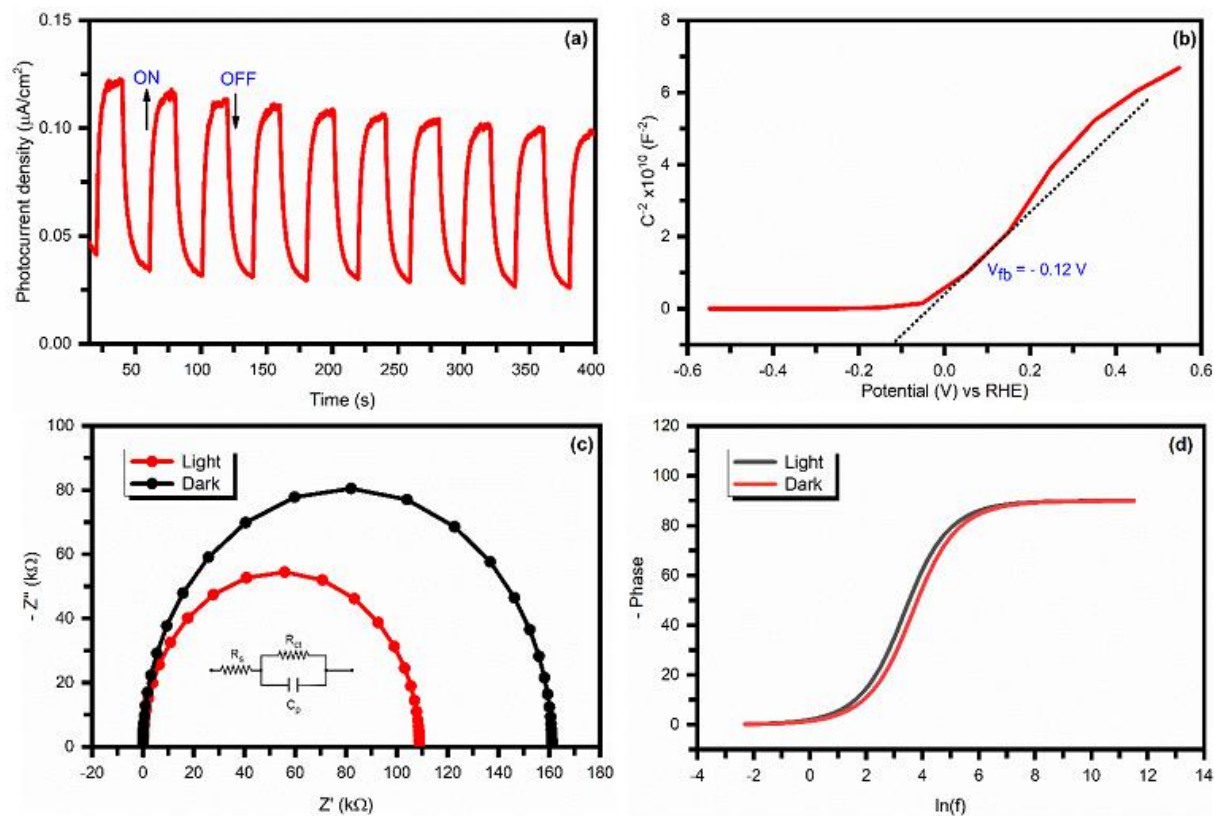 (a)
ON
OFF
Photocurrent density (μA/cm²)
0.15
0.10
0.05
0.00
50 100 150 200 250 300 350 400
Time (s)
(b)
C⁻² x10¹⁰ (F⁻²)
8
6
4
2
0
V_fb = - 0.12 V
-0.6 -0.4 -0.2 0.0 0.2 0.4 0.6
Potential (V) vs RHE)
(c)
Light
Dark
- Z" (kΩ)
100
80
60
40
20
0
R_s
R_ct
C_p
-20 0 20 40 60 80 100 120 140 160 180
Z' (kΩ)
(d)
Light
Dark
- Phase
120
100
80
60
40
20
0
-4 -2 0 2 4 6 8 10 12 14
ln(f)